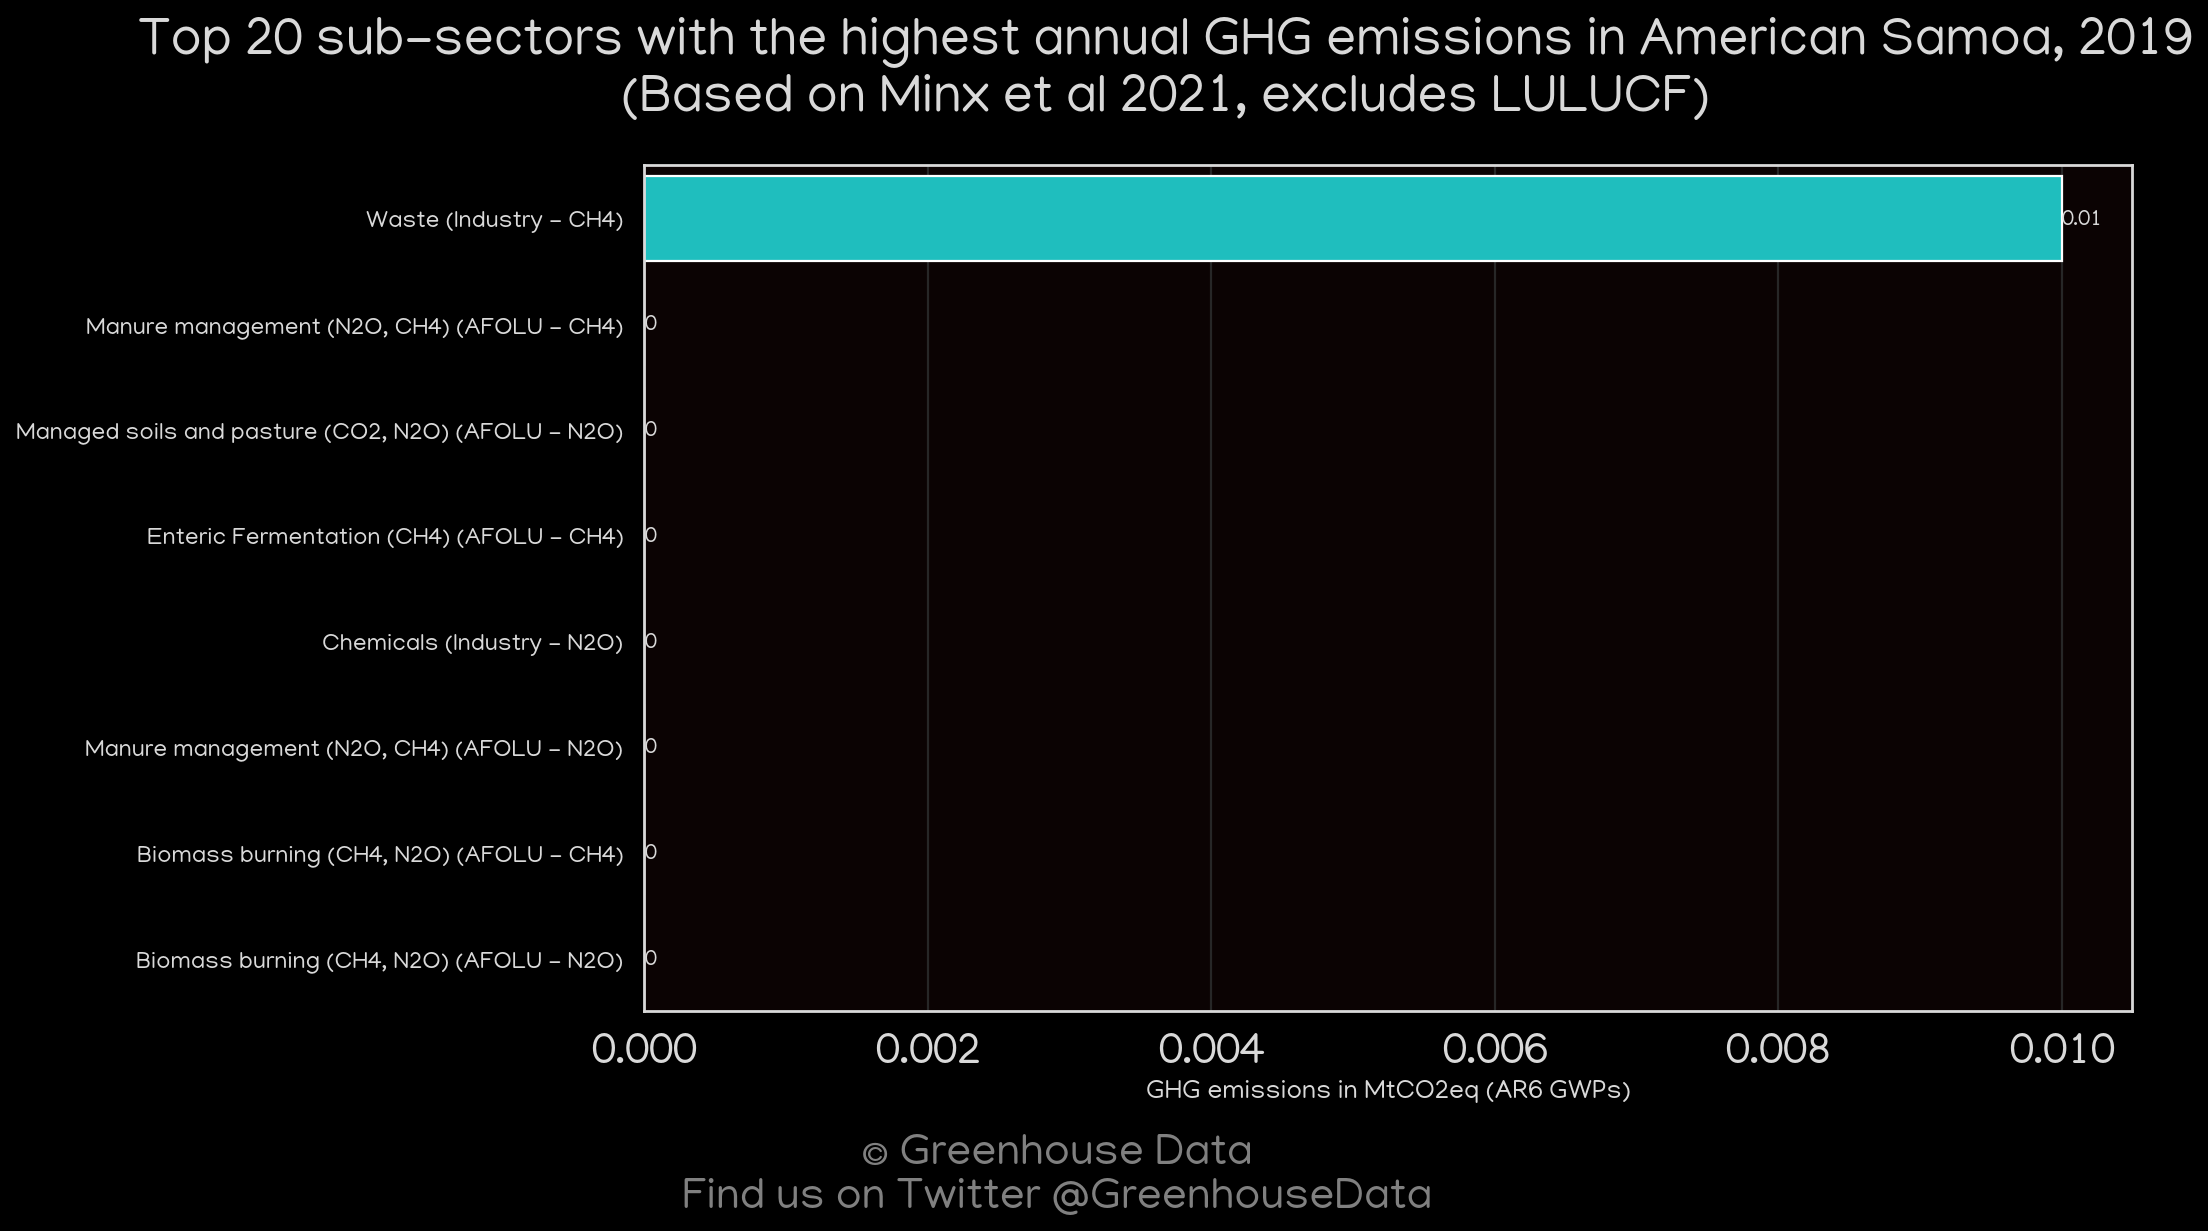 Top 20 sub-sectors with the highest annual GHG emissions in American Samoa, 2019
(Based on Minx et al 2021, excludes LULUCF)
Waste (Industry - CH4)
0.01
Manure management (N2O, CH4) (AFOLU - CH4)
0
Managed soils and pasture (CO2, N2O) (AFOLU - N2O)
0
Enteric Fermentation (CH4) (AFOLU - CH4)
0
Chemicals (Industry - N2O)
0
Manure management (N2O, CH4) (AFOLU - N2O)
0
Biomass burning (CH4, N2O) (AFOLU - CH4)
0
Biomass burning (CH4, N2O) (AFOLU - N2O)
0
0.000 0.002 0.004 0.006 0.008 0.010
GHG emissions in MtCO2eq (AR6 GWPs)
© Greenhouse Data
Find us on Twitter @GreenhouseData